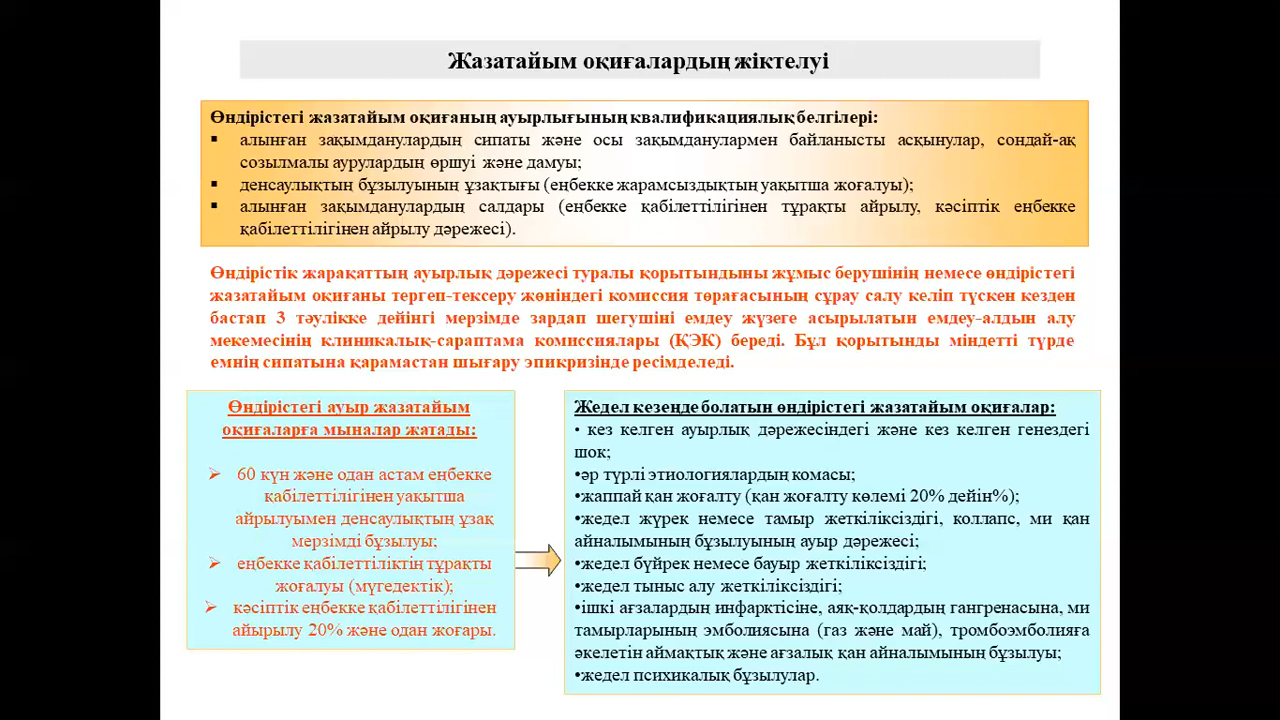 Жазатайым оқиғалардың жіктелуі
Өндірістегі жазатайым оқиғаның ауырлығының квалификациялық белгілері:
▪ алынған зақымданулардың сипаты және осы зақымданулармен байланысты асқынулар, сондай-ақ
созылмалы аурулардың өршуі және дамуы;
▪ денсаулықтың бұзылуының ұзақтығы (еңбекке жарамсыздықтың уақытша жоғалуы);
▪ алынған зақымданулардың салдары (еңбекке қабілеттілігінен тұрақты айрылу, кәсіптік еңбекке
қабілеттілігінен айрылу дәрежесі).
Өндірістік жарақаттың ауырлық дәрежесі туралы қорытындыны жұмыс берушінің немесе өндірістегі
жазатайым оқиғаны тергеп-тексеру жөніндегі комиссия төрағасының сұрау салу келіп түскен кезден
бастап 3 тәулікке дейінгі мерзімде зардап шегушіні емдеу жүзеге асырылатын емдеу-алдын алу
мекемесінің клиникалық-сараптама комиссиялары (ҚЭК) береді. Бұл қорытынды міндетті түрде
емнің сипатына қарамастан шығару эпикризінде ресімделеді.
Өндірістегі ауыр жазатайым
оқиғаларға мыналар жатады:
➢ 60 күн және одан астам еңбекке
қабілеттілігінен уақытша
айрылуымен денсаулықтың ұзақ
мерзімді бұзылуы;
➢ еңбекке қабілеттіліктің тұрақты
жоғалуы (мүгедектік);
➢ кәсіптік еңбекке қабілеттілігінен
айырылу 20% және одан жоғары.
Жедел кезеңде болатын өндірістегі жазатайым оқиғалар:
• кез келген ауырлық дәрежесіндегі және кез келген генездегі
шок;
•әр түрлі этиологиялардың комасы;
•жаппай қан жоғалту (қан жоғалту көлемі 20% дейін%);
•жедел жүрек немесе тамыр жеткіліксіздігі, коллапс, ми қан
айналымының бұзылуының ауыр дәрежесі;
•жедел бүйрек немесе бауыр жеткіліксіздігі;
•жедел тыныс алу жеткіліксіздігі;
•ішкі ағзалардың инфарктісіне, аяқ-қолдардың гангренасына, ми
тамырларының эмболиясына (газ және май), тромбоэмболияға
әкелетін аймақтық және ағзалық қан айналымының бұзылуы;
•жедел психикалық бұзылулар.